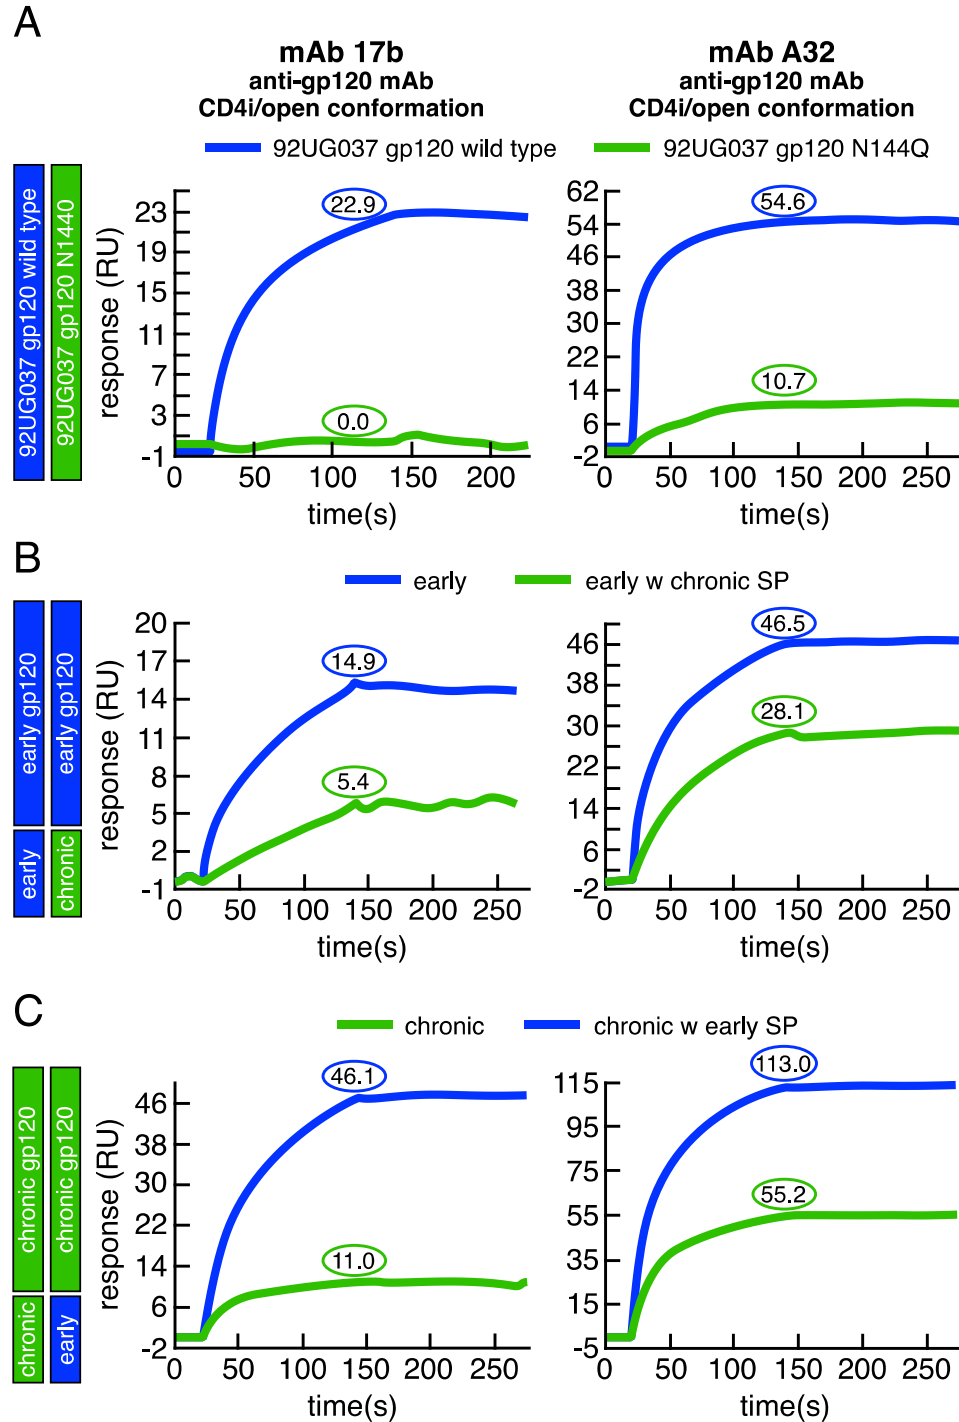 A
mAb 17b
anti-gp120 mAb
CD4i/open conformation
mAb A32
anti-gp120 mAb
CD4i/open conformation
92UG037 gp120 wild type
92UG037 gp120 N144Q
92UG037 gp120 wild type
92UG037 gp120 N1440
response (RU)
23
19
15
11
7
3
-1
22.9
0.0
0
50
100
150
200
time(s)
62
54
46
38
30
22
14
6
-2
54.6
10.7
0
50
100
150
200
250
time(s)
B
early
early w chronic SP
early gp120
early gp120
early
chronic
response (RU)
20
17
14
11
8
5
2
-1
14.9
5.4
0
50
100
150
200
250
time(s)
46
38
30
22
14
6
-2
46.5
28.1
0
50
100
150
200
250
time(s)
C
chronic
chronic w early SP
chronic gp120
chronic gp120
chronic
early
response (RU)
46
38
30
22
14
6
-2
46.1
11.0
0
50
100
150
200
250
time(s)
115
95
75
55
35
15
-5
113.0
55.2
0
50
100
150
200
250
time(s)